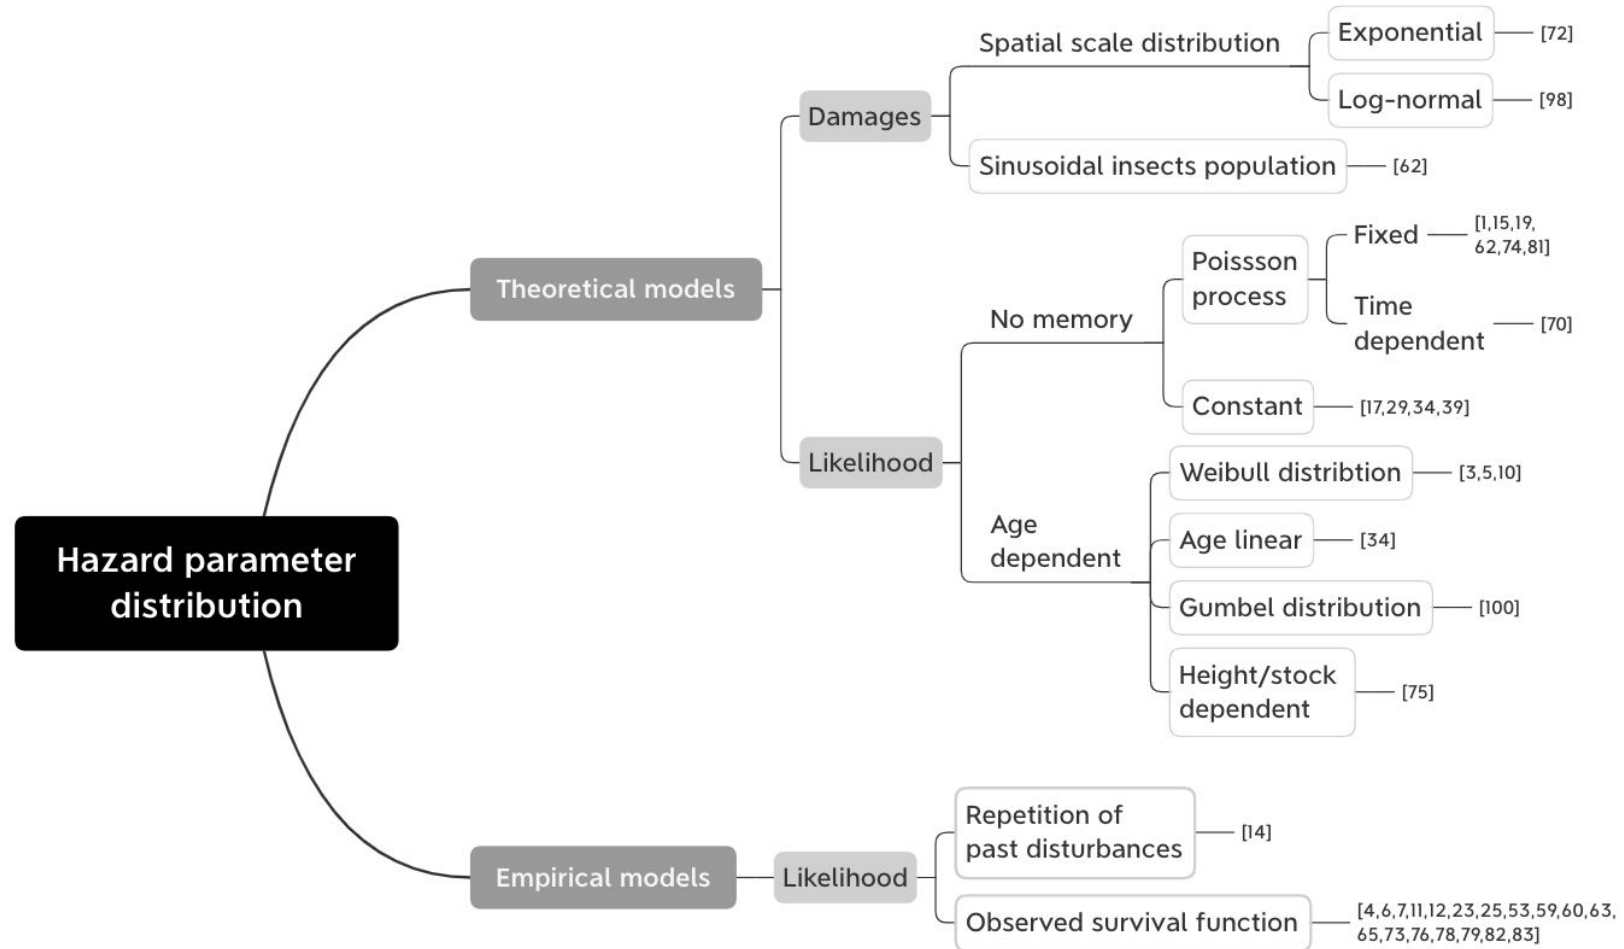 Spatial scale distribution
Exponential
[72]
Log-normal
[98]
Damages
Sinusoidal insects population
[62]
Theoretical models
No memory
Poissson
process
Fixed
[1,15,19,
62,74,81]
Time
dependent
[70]
Constant
[17,29,34,39]
Likelihood
Age
dependent
Weibull distribtion
[3,5,10]
Age linear
[34]
Gumbel distribution
[100]
Height/stock
dependent
[75]
Hazard parameter
distribution
Empirical models
Likelihood
Repetition of
past disturbances
[14]
Observed survival function
[4,6,7,11,12,23,25,53,59,60,63,
65,73,76,78,79,82,83]